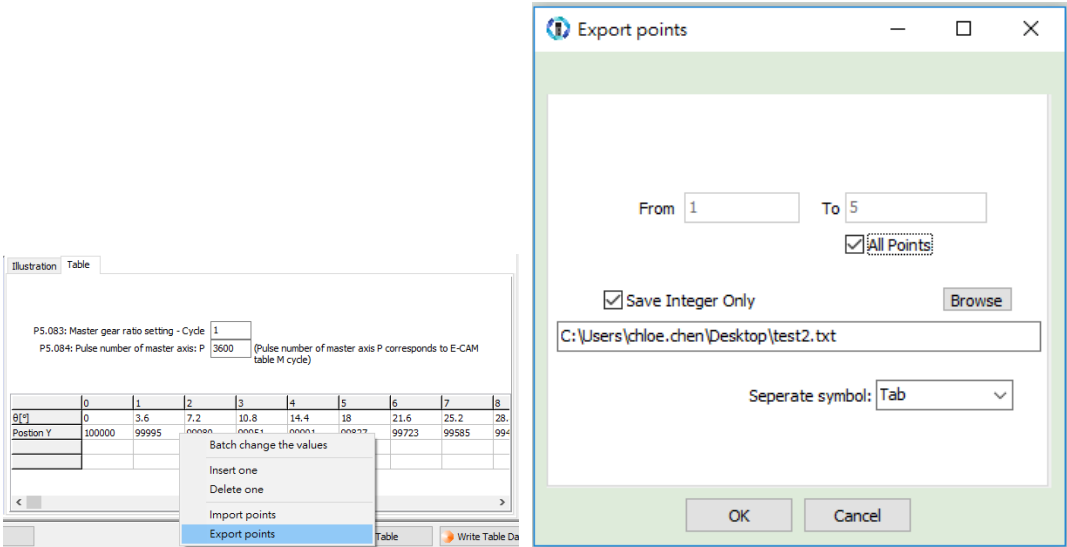 Illustration Table
P5.083: Master gear ratio setting - Cycle 1
P5.084: Pulse number of master axis: P 3600 (Pulse number of master axis P corresponds to E-CAM
table M cycle)
0 1 2 3 4 5 6 7 8
θ[°] 0 3.6 7.2 10.8 14.4 18 21.6 25.2 28.
Postion Y 100000 99995 99723 99585 994
Batch change the values
Insert one
Delete one
Import points
Export points
Table Write Table Da
Export points
From 1 To 5
All Points
Save Integer Only Browse
C:\Users\chloe.chen\Desktop\test2.txt
Seperate symbol: Tab
OK Cancel